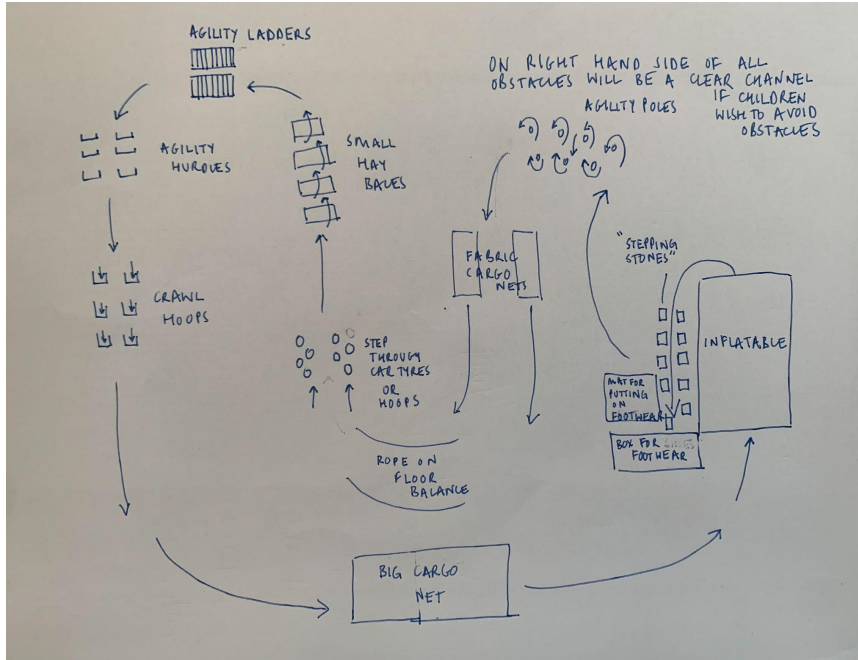 AGILITY LADDERS
ON RIGHT HAND SIDE OF ALL
OBSTACLES WILL BE A CLEAR CHANNEL
IF CHILDREN
WISH TO AVOID
OBSTACLES
AGILITY POLES
AGILITY
HURDLES
SMALL
HAY
BALES
"STEPPING
STONES"
FABRIC
CARGO
NETS
CRAWL
HOOPS
INFLATABLE
STEP
THROUGH
CAR TYRES
OR
HOOPS
MAT FOR
PUTTING
ON
FOOTWEAR
BOX FOR
FOOTWEAR
ROPE ON
FLOOR
BALANCE
BIG CARGO
NET